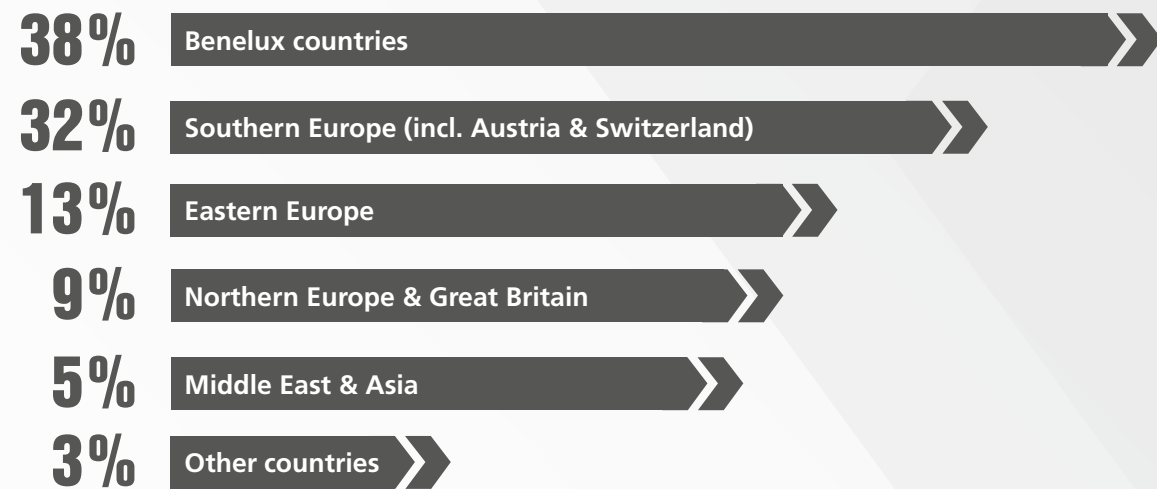 38% Benelux countries
32% Southern Europe (incl. Austria & Switzerland)
13% Eastern Europe
9% Northern Europe & Great Britain
5% Middle East & Asia
3% Other countries